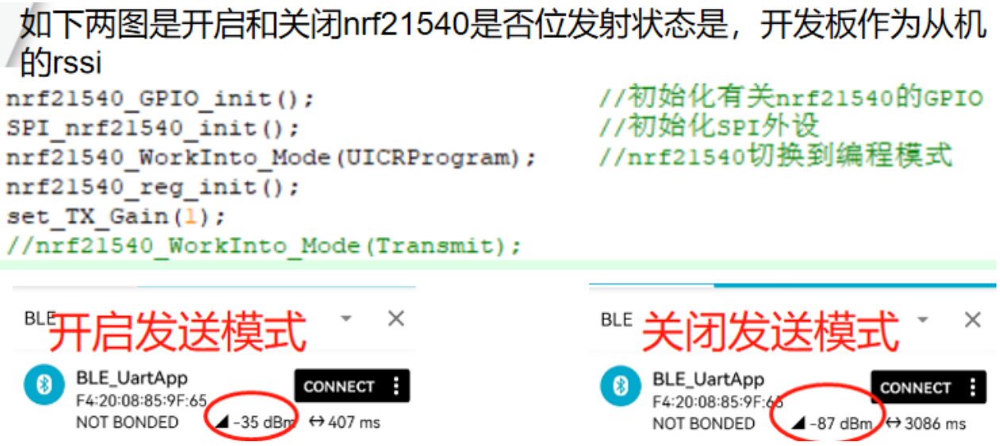 如下两图是开启和关闭nrf21540是否位发射状态是，开发板作为从机
的rssi
nrf21540_GPIO_init(); //初始化有关nrf21540的GPIO
SPI_nrf21540_init(); //初始化SPI外设
nrf21540_WorkInto_Mode(UICRProgram); //nrf21540切换到编程模式
nrf21540_reg_init();
set_TX_Gain(1);
//nrf21540_WorkInto_Mode(Transmit);
BLE 开启发送模式
BLE_UartApp
CONNECT
F4:20:08:85:9F:65
NOT BONDED -35 dBm 407 ms
BLE 关闭发送模式
BLE_UartApp
CONNECT
F4:20:08:85:9F:65
NOT BONDED -87 dBm 3086 ms